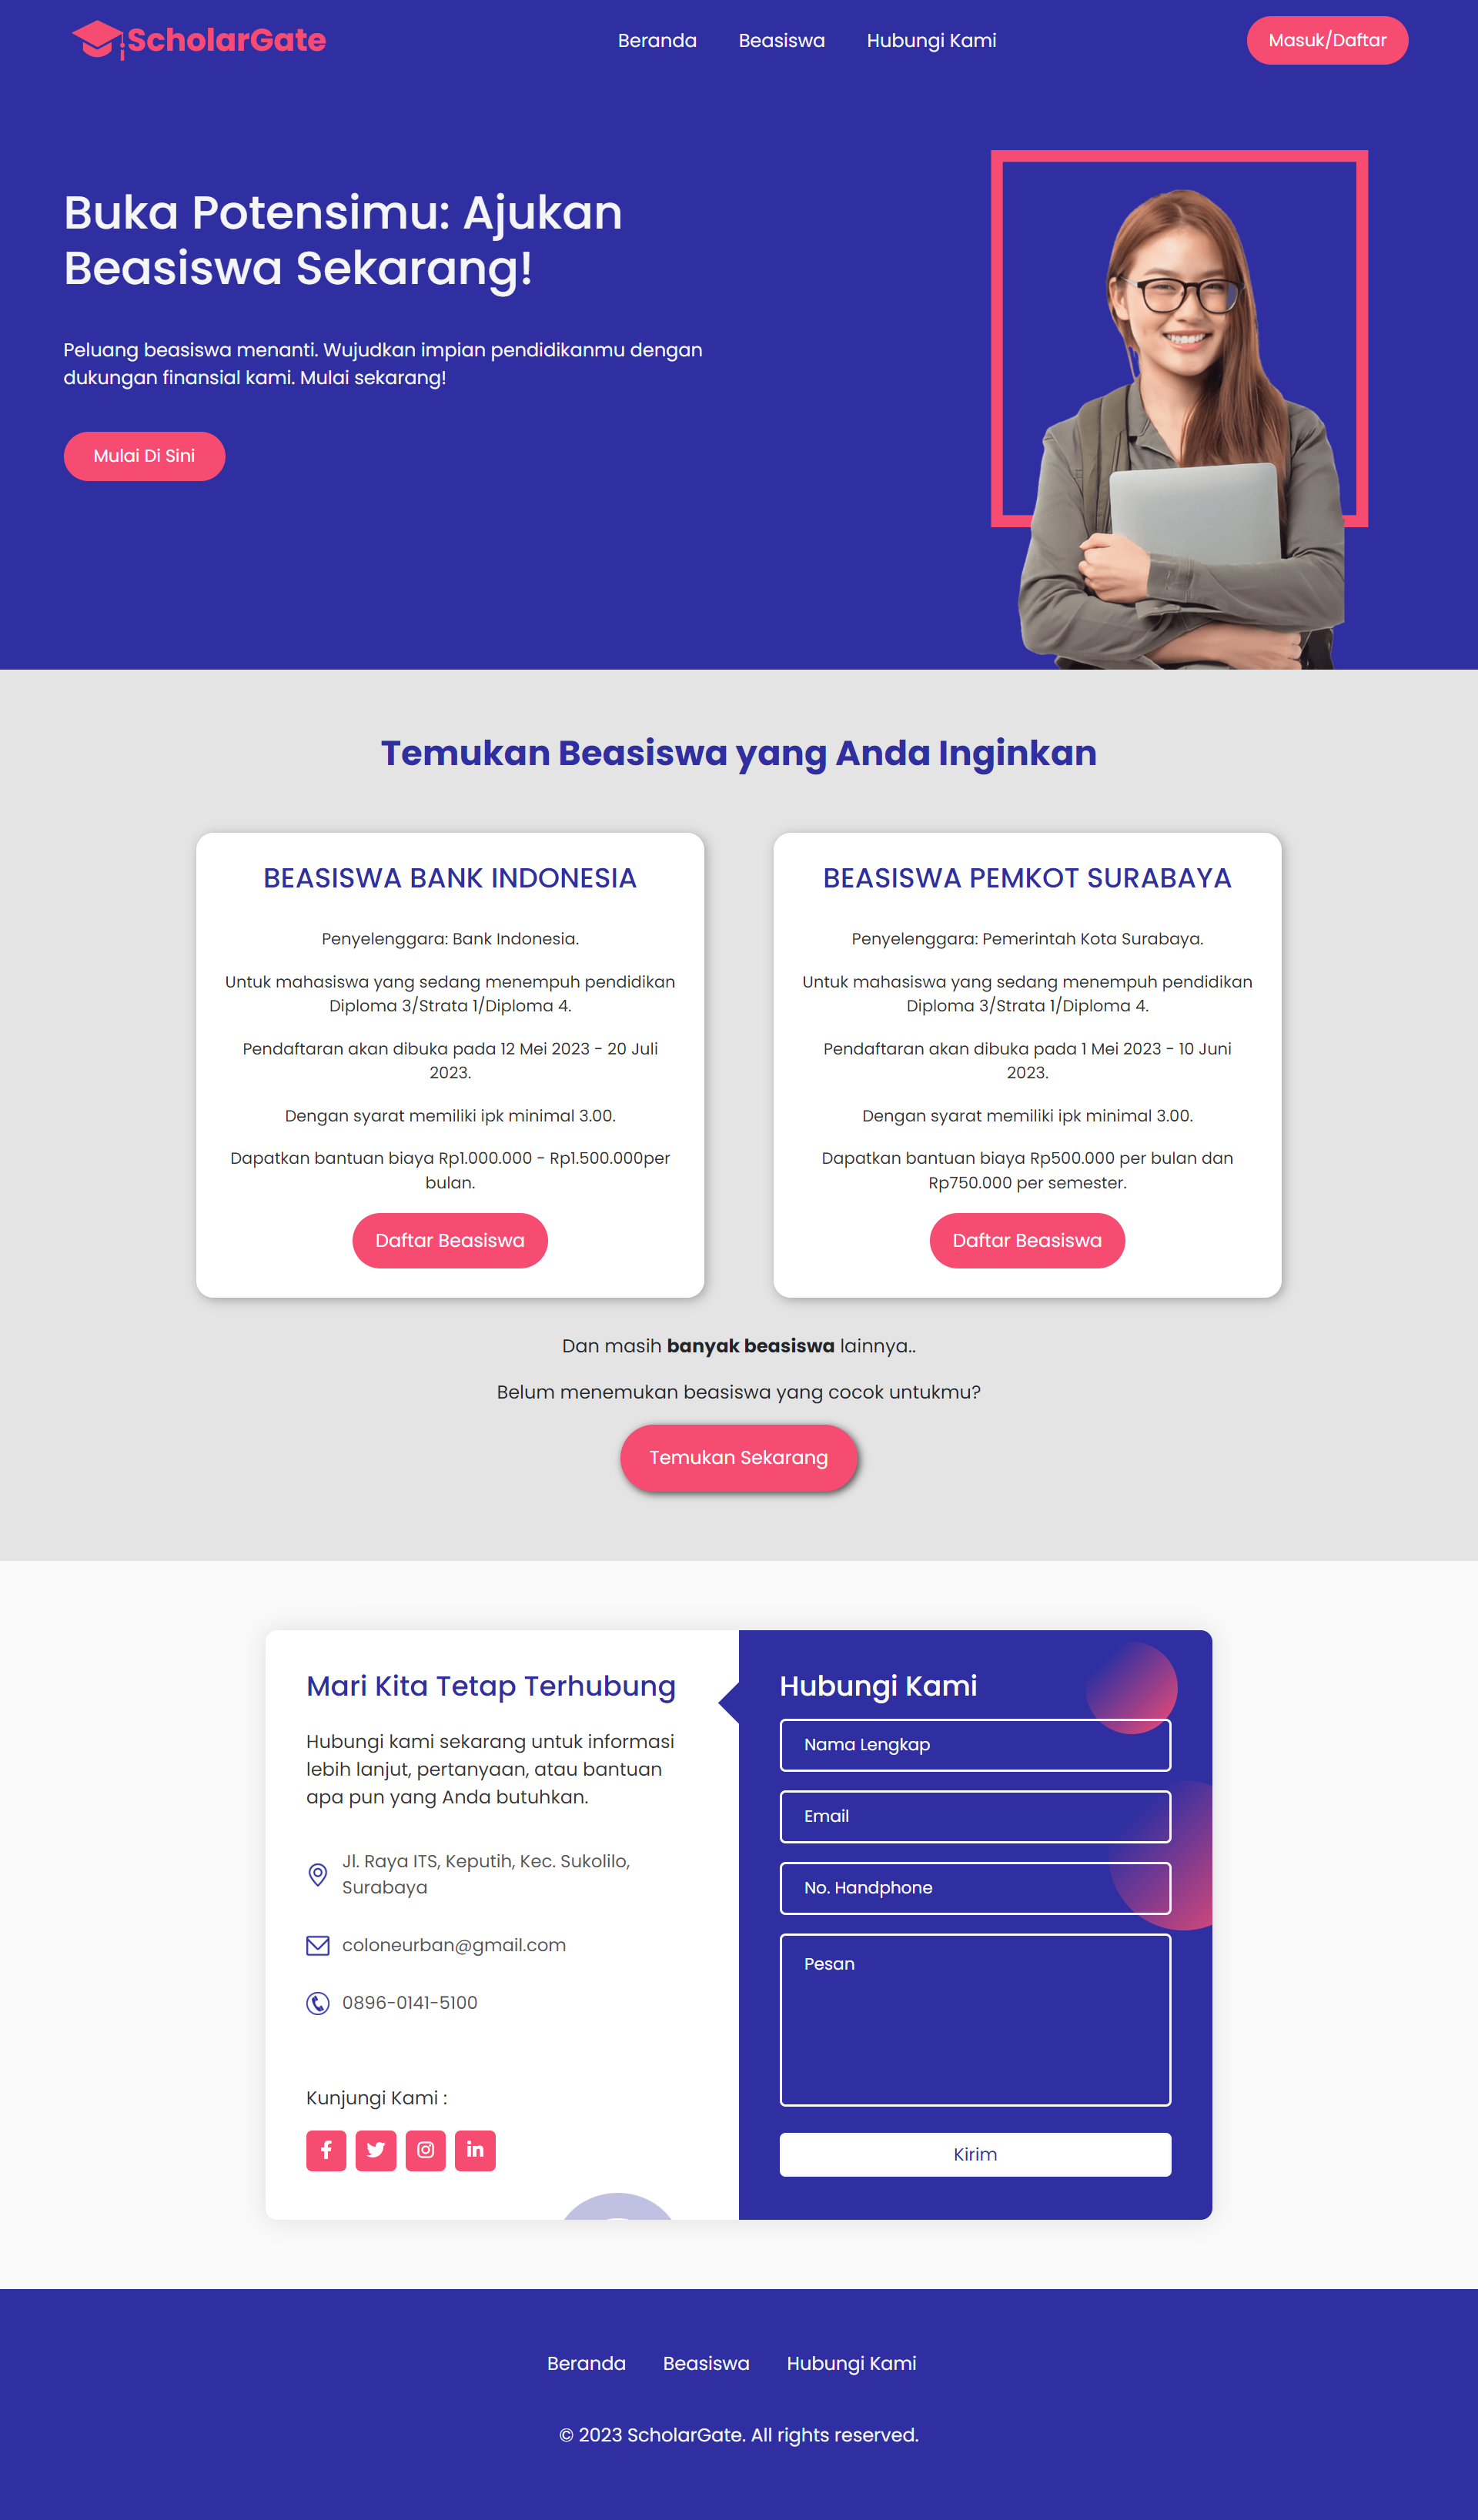 ScholarGate
Beranda
Beasiswa
Hubungi Kami
Masuk/Daftar
Buka Potensimu: Ajukan
Beasiswa Sekarang!
Peluang beasiswa menanti. Wujudkan impian pendidikanmu dengan
dukungan finansial kami. Mulai sekarang!
Mulai Di Sini
Temukan Beasiswa yang Anda Inginkan
BEASISWA BANK INDONESIA
Penyelenggara: Bank Indonesia.
Untuk mahasiswa yang sedang menempuh pendidikan
Diploma 3/Strata 1/Diploma 4.
Pendaftaran akan dibuka pada 12 Mei 2023 - 20 Juli
2023.
Dengan syarat memiliki ipk minimal 3.00.
Dapatkan bantuan biaya Rp1.000.000 - Rp1.500.000per
bulan.
Daftar Beasiswa
BEASISWA PEMKOT SURABAYA
Penyelenggara: Pemerintah Kota Surabaya.
Untuk mahasiswa yang sedang menempuh pendidikan
Diploma 3/Strata 1/Diploma 4.
Pendaftaran akan dibuka pada 1 Mei 2023 - 10 Juni
2023.
Dengan syarat memiliki ipk minimal 3.00.
Dapatkan bantuan biaya Rp500.000 per bulan dan
Rp750.000 per semester.
Daftar Beasiswa
Dan masih banyak beasiswa lainnya..
Belum menemukan beasiswa yang cocok untukmu?
Temukan Sekarang
Mari Kita Tetap Terhubung
Hubungi kami sekarang untuk informasi
lebih lanjut, pertanyaan, atau bantuan
apa pun yang Anda butuhkan.
Jl. Raya ITS, Keputih, Kec. Sukolilo,
Surabaya
coloneurban@gmail.com
0896-0141-5100
Kunjungi Kami :
Hubungi Kami
Nama Lengkap
Email
No. Handphone
Pesan
Kirim
Beranda
Beasiswa
Hubungi Kami
© 2023 ScholarGate. All rights reserved.